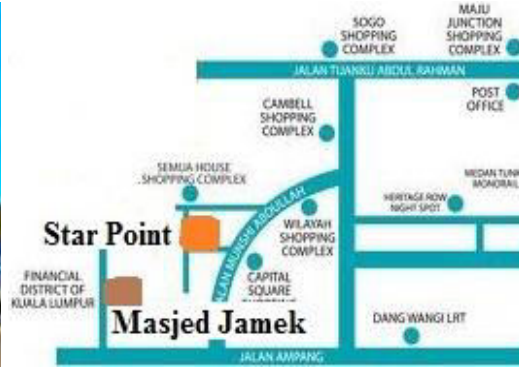 SOGO
SHOPPING
COMPLEX
MAJU
JUNCTION
SHOPPING
COMPLEX
JALAN TUANKU ABDUL RAHMAN
POST
OFFICE
CAMBELL
SHOPPING
COMPLEX
SEMUA HOUSE
.SHOPPING COMPLEX
MEDAN TUNK
MONORAIL
HERITAGE ROW
NIGHT SPOT
JALAN MUNSHI ABDULLAH
WILAYAH
SHOPPING
COMPLEX
Star Point
FINANCIAL
DISTRICT OF
KUALA LUMPUR
CAPITAL
SQUARE
Masjed Jamek
DANG WANGI LRT
JALAN AMPANG